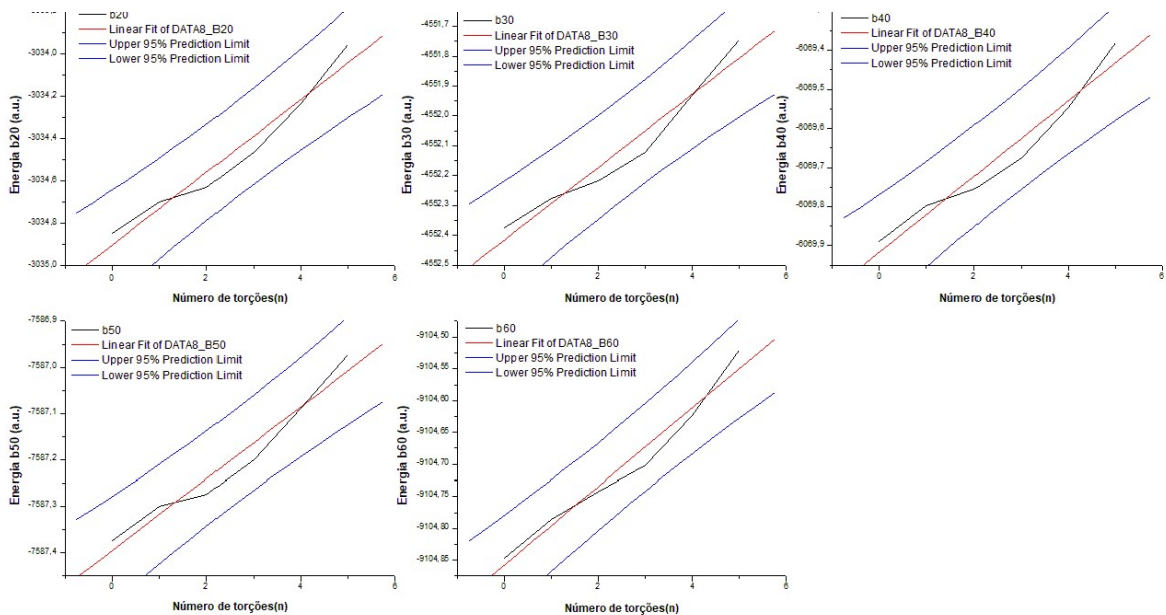 b20
Linear Fit of DATA8_B20
Upper 95% Prediction Limit
Lower 95% Prediction Limit
-3034,0
-3034,2
-3034,4
-3034,6
-3034,8
-3035,0
Energia b20 (a.u.)
0 2 4 6
Número de torções(n)
b30
Linear Fit of DATA8_B30
Upper 95% Prediction Limit
Lower 95% Prediction Limit
-4551,7
-4551,8
-4551,9
-4552,0
-4552,1
-4552,2
-4552,3
-4552,4
-4552,5
Energia b30 (a.u.)
0 2 4 6
Número de torções(n)
b40
Linear Fit of DATA8_B40
Upper 95% Prediction Limit
Lower 95% Prediction Limit
-6069,4
-6069,5
-6069,6
-6069,7
-6069,8
-6069,9
Energia b40 (a.u.)
0 2 4 6
Número de torções(n)
b50
Linear Fit of DATA8_B50
Upper 95% Prediction Limit
Lower 95% Prediction Limit
-7586,9
-7587,0
-7587,1
-7587,2
-7587,3
-7587,4
Energia b50 (a.u.)
0 2 4 6
Número de torções(n)
b60
Linear Fit of DATA8_B60
Upper 95% Prediction Limit
Lower 95% Prediction Limit
-9104,50
-9104,55
-9104,60
-9104,65
-9104,70
-9104,75
-9104,80
-9104,85
Energia b60 (a.u.)
0 2 4 6
Número de torções(n)